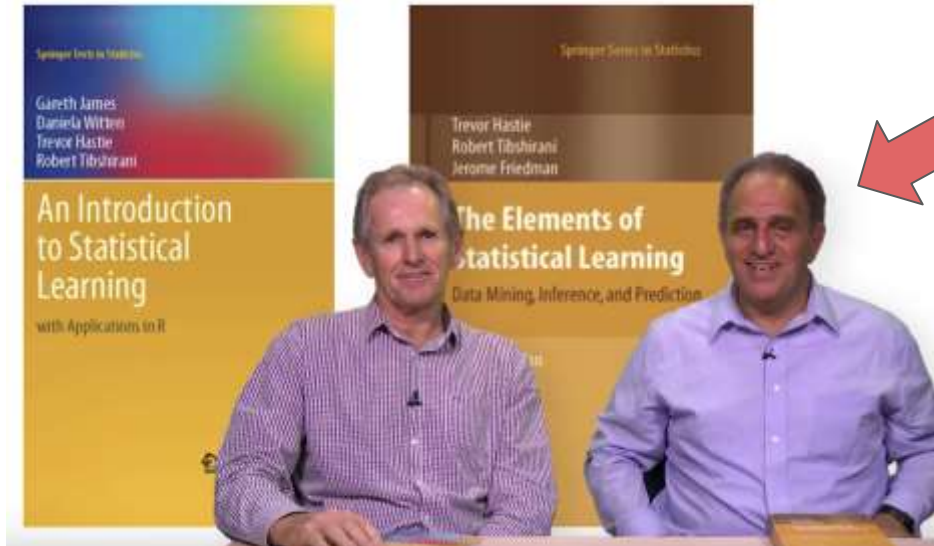 Springer Texts in Statistics
Gareth James
Daniela Witten
Trevor Hastie
Robert Tibshirani
An Introduction
to Statistical
Learning
with Applications in R
Springer Series in Statistics
Trevor Hastie
Robert Tibshirani
Jerome Friedman
The Elements of
Statistical Learning
Data Mining, Inference, and Prediction